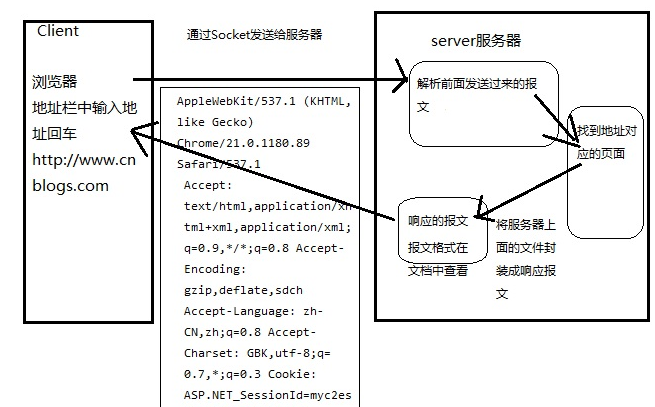 Client
浏览器
地址栏中输入地
址回车
http://www.cn
blogs.com
通过Socket发送给服务器
AppleWebKit/537.1 (KHTML,
like Gecko)
Chrome/21.0.1180.89
Safari/537.1
Accept:
text/html,application/xh
tml+xml,application/xml;
q=0.9,*/*;q=0.8 Accept-
Encoding:
gzip,deflate,sdch
Accept-Language: zh-
CN,zh;q=0.8 Accept-
Charset: GBK,utf-8;q=
0.7,*;q=0.3 Cookie:
ASP.NET_SessionId=myc2es
server服务器
解析前面发送过来的报
文
找到地址对
应的页面
响应的报文
报文格式在
文档中查看
将服务器上
面的文件封
装成响应报
文